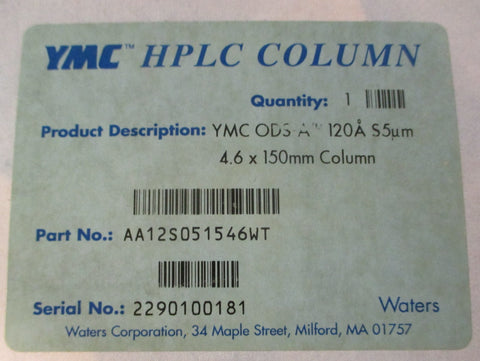 YMC™ HPLC COLUMN
Quantity: 1
Product Description: YMC ODS-A™ 120Å S5µm
4.6 x 150mm Column
Part No.: AA12S051546WT
Serial No.: 2290100181
Waters
Waters Corporation, 34 Maple Street, Milford, MA 01757